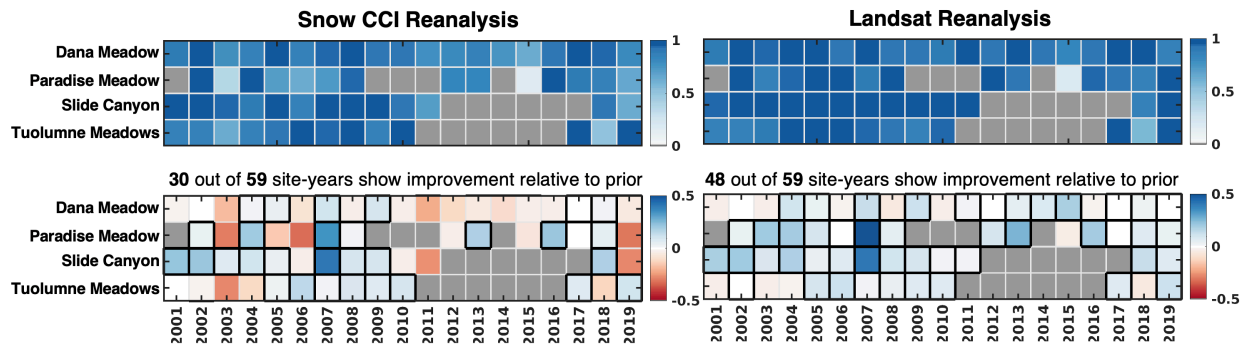 Snow CCI Reanalysis
Landsat Reanalysis
Dana Meadow
Paradise Meadow
Slide Canyon
Tuolumne Meadows
1
0.5
0
1
0.5
0
30 out of 59 site-years show improvement relative to prior
48 out of 59 site-years show improvement relative to prior
Dana Meadow
Paradise Meadow
Slide Canyon
Tuolumne Meadows
0.5
0
-0.5
0.5
0
-0.5
2001 2002 2003 2004 2005 2006 2007 2008 2009 2010 2011 2012 2013 2014 2015 2016 2017 2018 2019
2001 2002 2003 2004 2005 2006 2007 2008 2009 2010 2011 2012 2013 2014 2015 2016 2017 2018 2019